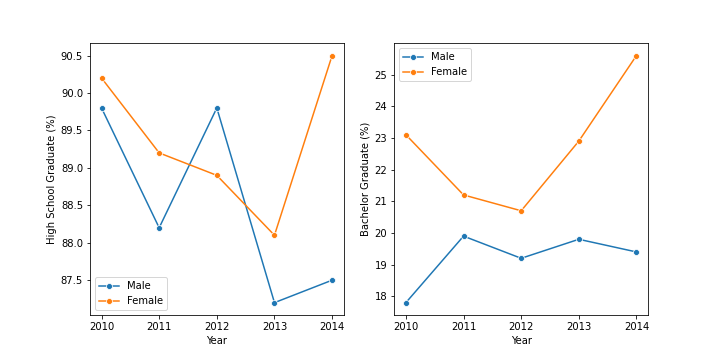 High School Graduate (%)
90.5
90.0
89.5
89.0
88.5
88.0
87.5
Male
Female
2010 2011 2012 2013 2014
Year
Bachelor Graduate (%)
25
24
23
22
21
20
19
18
Male
Female
2010 2011 2012 2013 2014
Year